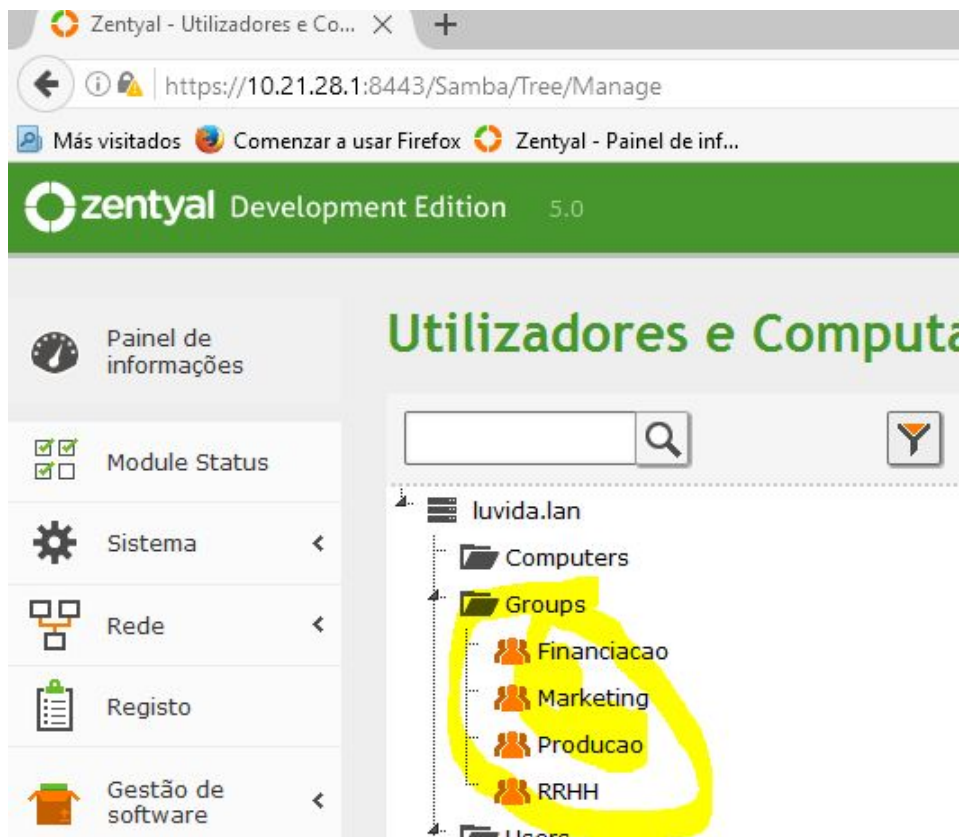 Zentyal - Utilizadores e Co...
https://10.21.28.1:8443/Samba/Tree/Manage
Más visitados Comenzar a usar Firefox Zentyal - Painel de inf...
zentyal Development Edition 5.0
Painel de
informações
Module Status
Sistema
Rede
Registo
Gestão de
software
Utilizadores e Computa
luvida.lan
Computers
Groups
Financiacao
Marketing
Producao
RRHH
Users